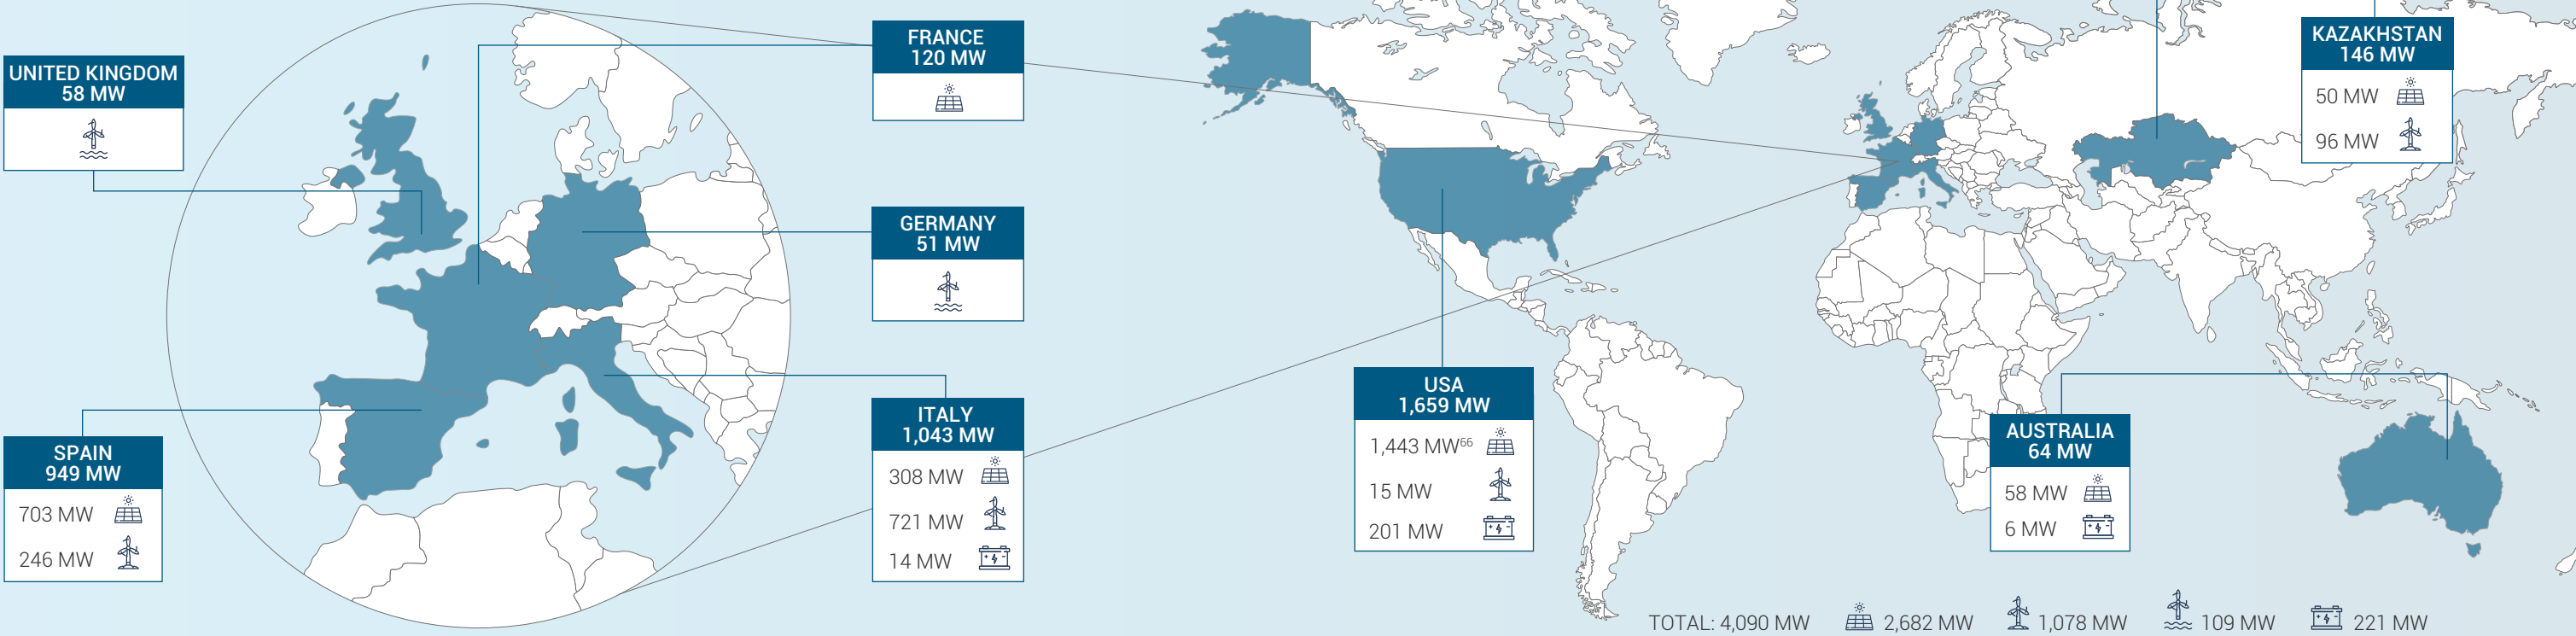 UNITED KINGDOM
58 MW
FRANCE
120 MW
GERMANY
51 MW
SPAIN
949 MW
703 MW
246 MW
ITALY
1,043 MW
308 MW
721 MW
14 MW
USA
1,659 MW
1,443 MW66
15 MW
201 MW
KAZAKHSTAN
146 MW
50 MW
96 MW
AUSTRALIA
64 MW
58 MW
6 MW
TOTAL: 4,090 MW 2,682 MW 1,078 MW 109 MW 221 MW